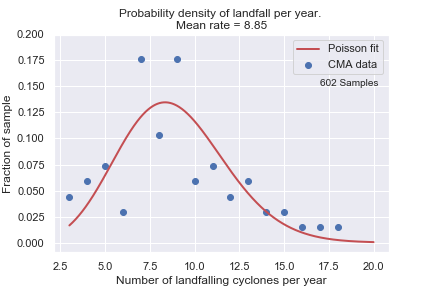 Probability density of landfall per year.
Mean rate = 8.85
0.200
0.175
0.150
0.125
0.100
0.075
0.050
0.025
0.000
Fraction of sample
Poisson fit
CMA data
602 Samples
2.5 5.0 7.5 10.0 12.5 15.0 17.5 20.0
Number of landfalling cyclones per year